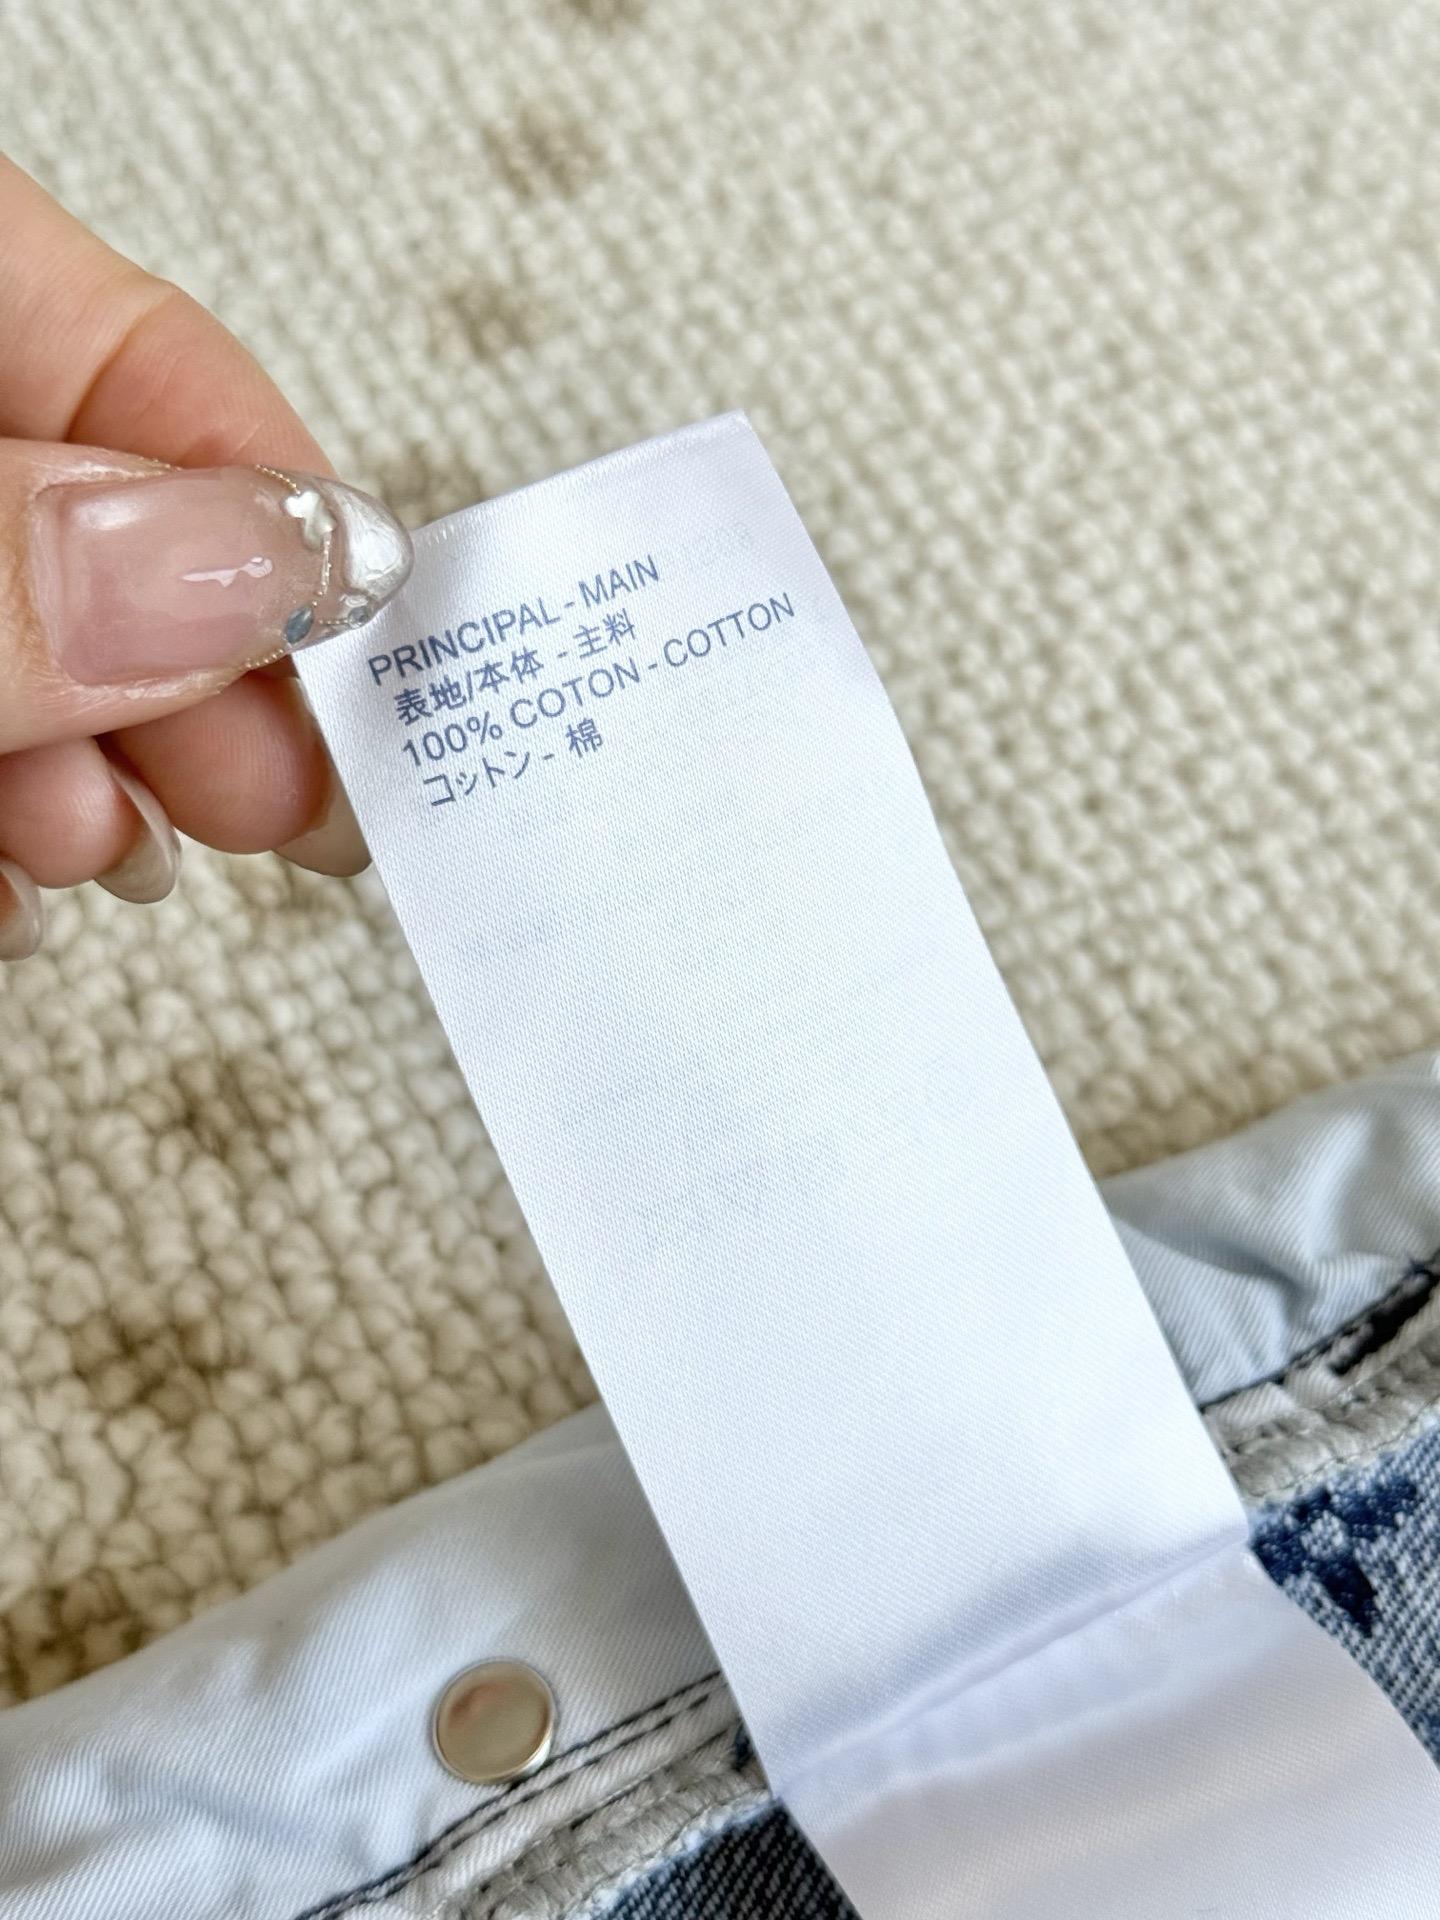 PRINCIPAL - MAIN
表地/本体 - 主料
100% COTON - COTTON
コットン - 棉